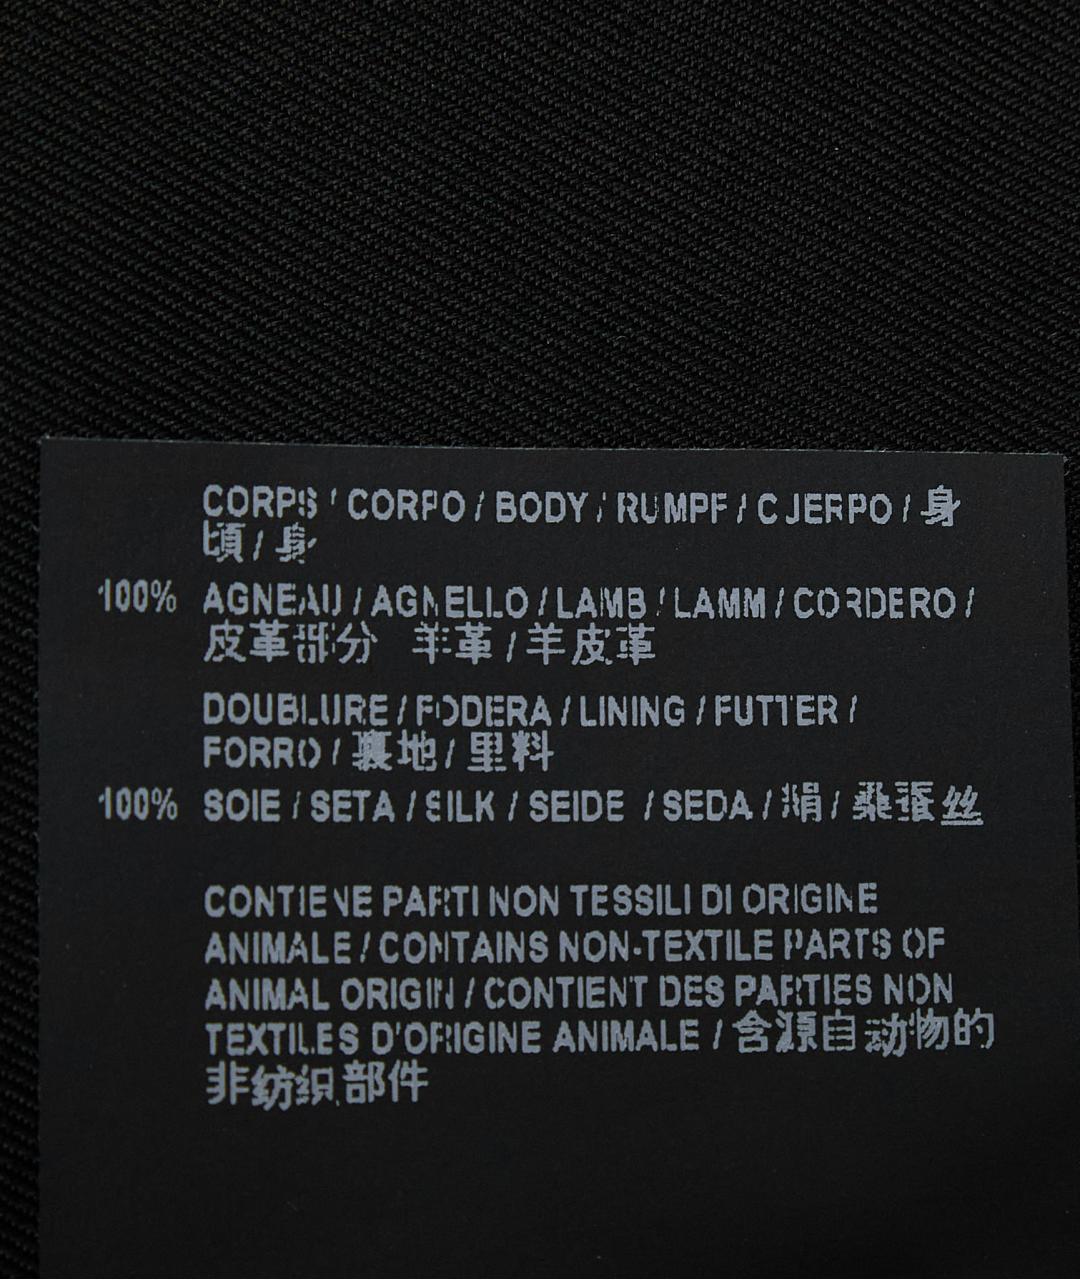 CORPS / CORPO / BODY / RUMPF / CUERPO / 身
頃 / 身
100% AGNEAU / AGNELLO / LAMB / LAMM / CORDERO /
皮革部分 羊革 / 羊皮革
DOUBLURE / FODERA / LINING / FUTTER /
FORRO / 裏地 / 里料
100% SOIE / SETA / SILK / SEIDE / SEDA / 絹 / 桑蚕丝
CONTIENE PARTI NON TESSILI DI ORIGINE
ANIMALE / CONTAINS NON-TEXTILE PARTS OF
ANIMAL ORIGIN / CONTIENT DES PARTIES NON
TEXTILES D'ORIGINE ANIMALE / 含源自动物的
非纺织部件